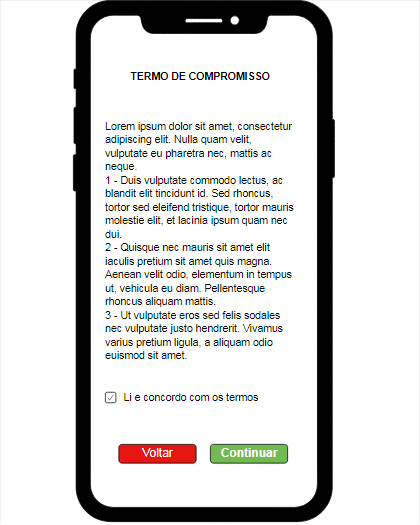 TERMO DE COMPROMISSO
Lorem ipsum dolor sit amet, consectetur
adipiscing elit. Nulla quam velit,
vulputate eu pharetra nec, mattis ac
neque.
1 - Duis vulputate commodo lectus, ac
blandit elit tincidunt id. Sed rhoncus,
tortor sed eleifend tristique, tortor mauris
molestie elit, et lacinia ipsum quam nec
dui.
2 - Quisque nec mauris sit amet elit
iaculis pretium sit amet quis magna.
Aenean velit odio, elementum in tempus
ut, vehicula eu diam. Pellentesque
rhoncus aliquam mattis.
3 - Ut vulputate eros sed felis sodales
nec vulputate justo hendrerit. Vivamus
varius pretium ligula, a aliquam odio
euismod sit amet.
Li e concordo com os termos
Voltar Continuar